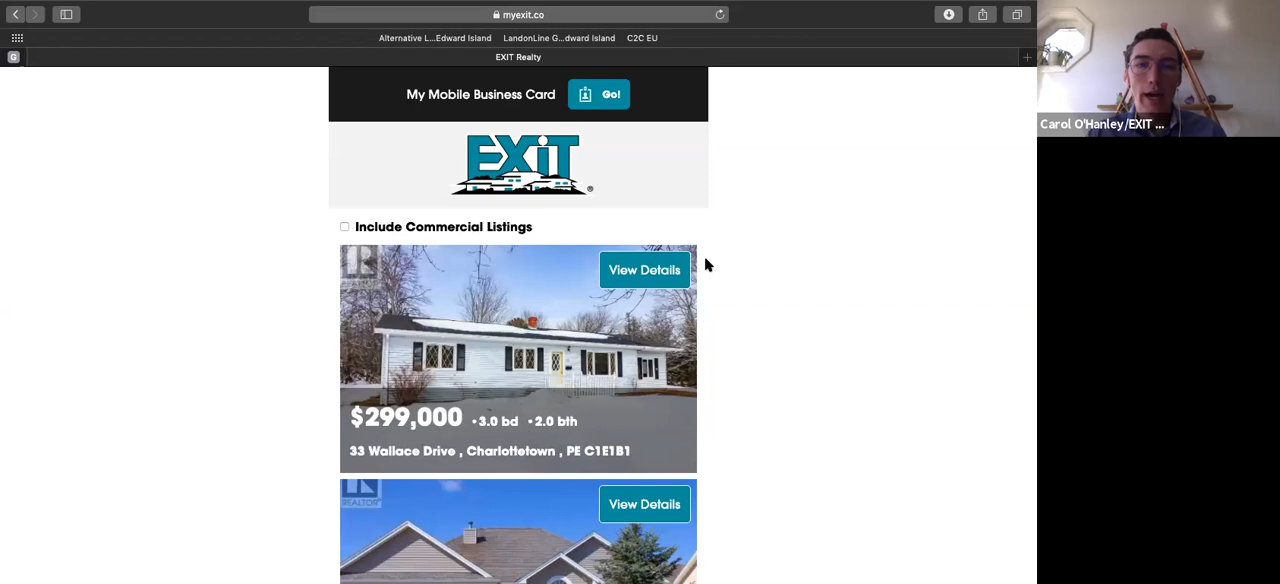 myexit.co
Alternative L...Edward Island
LandonLine G...dward Island
C2C EU
G
EXIT Realty
My Mobile Business Card
Go!
EXIT
®
Include Commercial Listings
R
View Details
$299,000 • 3.0 bd • 2.0 bth
33 Wallace Drive , Charlottetown , PE C1E1B1
REALTOR®
View Details
Carol O'Hanley/EXIT ...